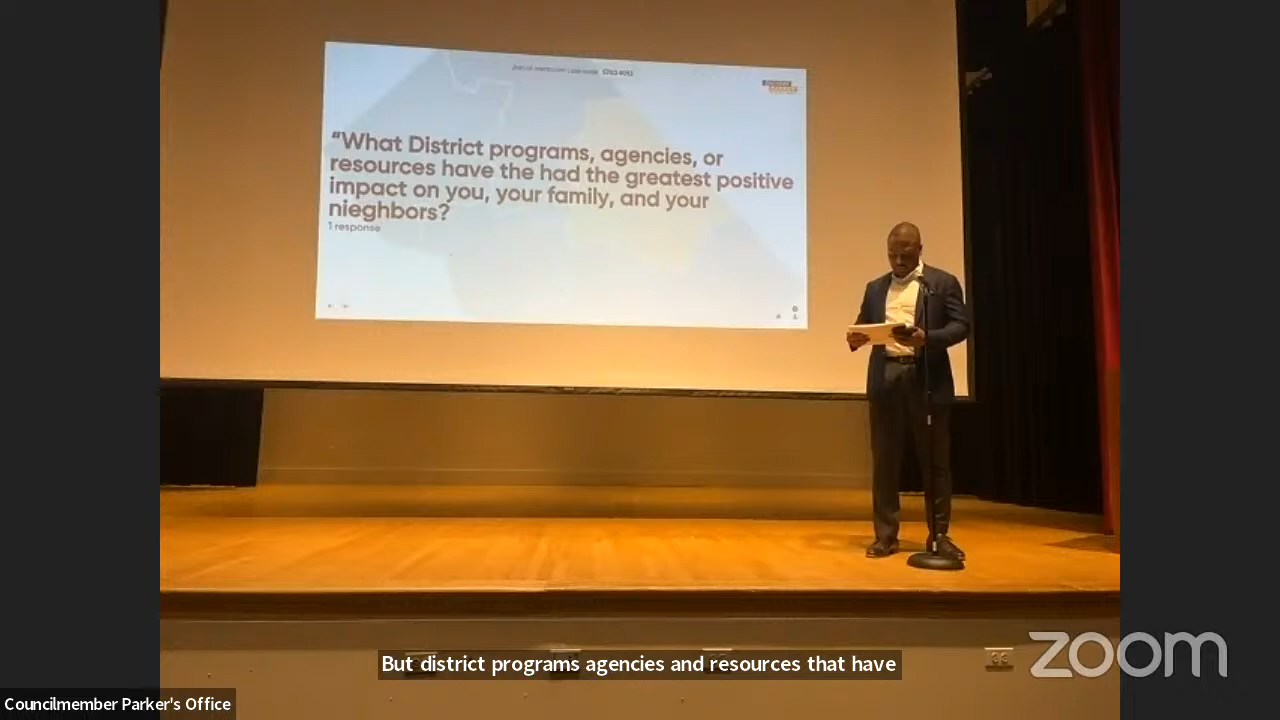 “What District programs, agencies, or
resources have the had the greatest positive
impact on you, your family, and your
nieghbors?
1 response
But district programs agencies and resources that have
zoom
Councilmember Parker's Office